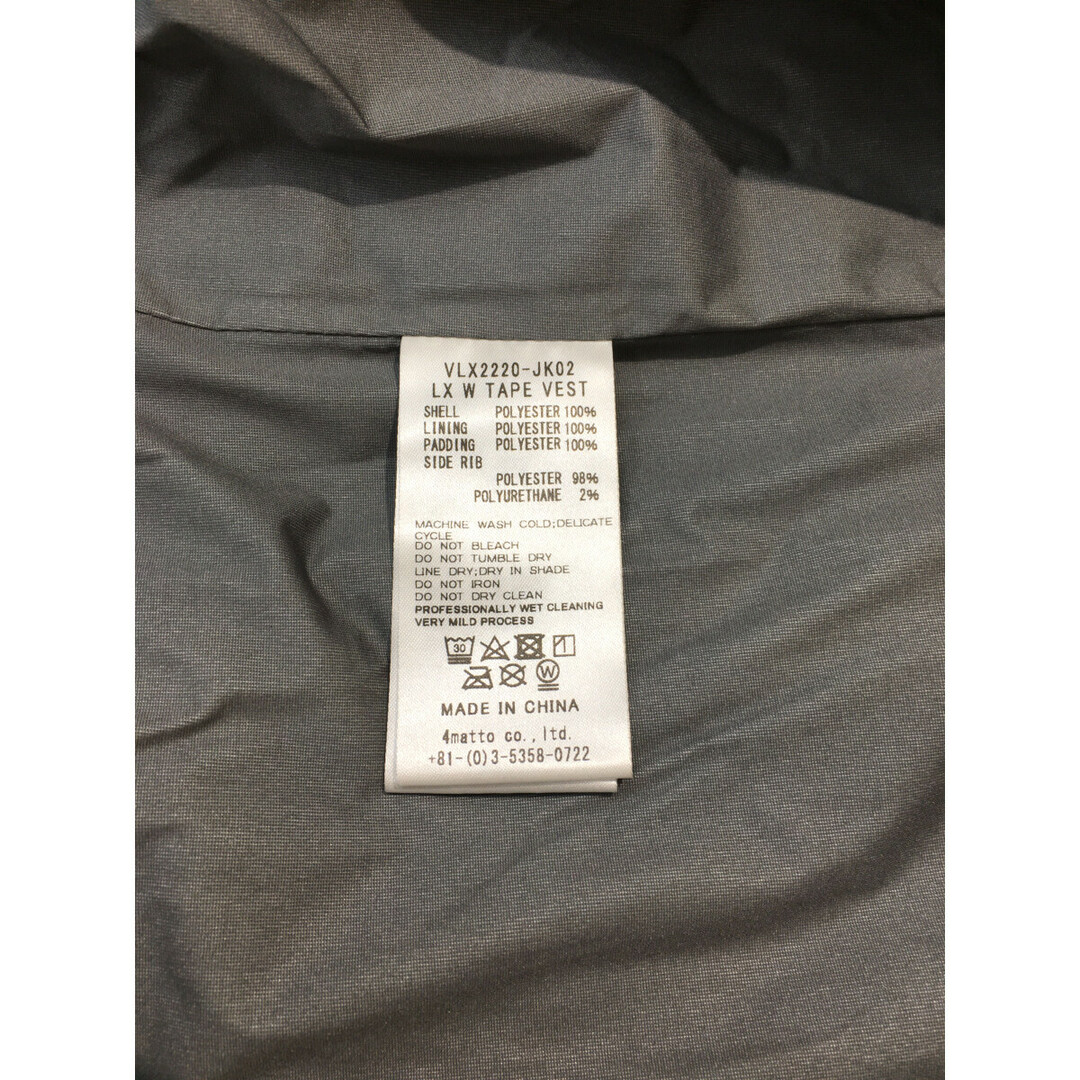 VLX2220-JK02
LX W TAPE VEST
SHELL POLYESTER 100%
LINING POLYESTER 100%
PADDING POLYESTER 100%
SIDE RIB
POLYESTER 98%
POLYURETHANE 2%
MACHINE WASH COLD;DELICATE
CYCLE
DO NOT BLEACH
DO NOT TUMBLE DRY
LINE DRY;DRY IN SHADE
DO NOT IRON
DO NOT DRY CLEAN
PROFESSIONALLY WET CLEANING
VERY MILD PROCESS
30
W
MADE IN CHINA
4matto co.,ltd.
+81-(0)3-5358-0722